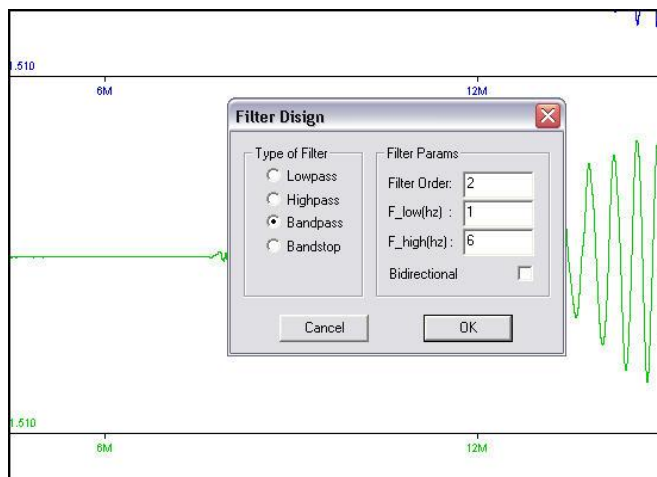 1.510
6M
12M
Filter Disign
Type of Filter
Lowpass
Highpass
Bandpass
Bandstop
Filter Params
Filter Order: 2
F_low(hz) : 1
F_high(hz) : 6
Bidirectional
Cancel
OK
1.510
6M
12M